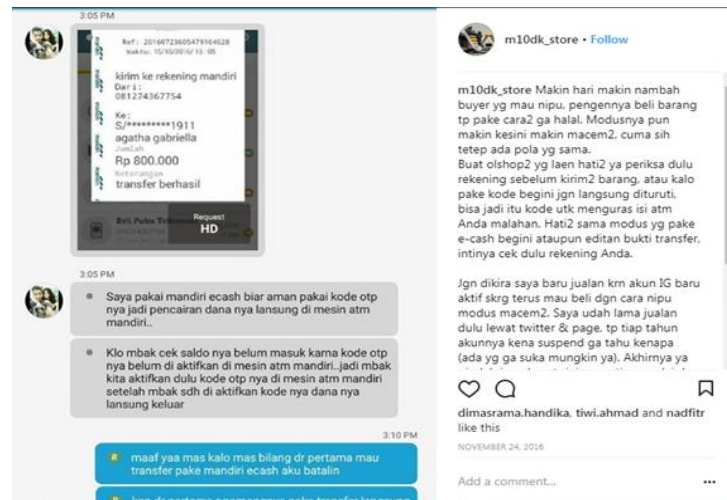 3:05 PM
Ref: 20160723605479164628
Waktu: 15/10/2016/ 15:05
kirim ke rekening mandiri
Dari:
081274367754
Ke:
S/*********1911
agatha gabriella
Jumlah
Rp 800.000
Keterangan
transfer berhasil
Request
HD
3:05 PM
Saya pakai mandiri ecash biar aman pakai kode otp
nya jadi pencairan dana nya lansung di mesin atm
mandiri..
Klo mbak cek saldo nya belum masuk karna kode otp
nya belum di aktifkan di mesin atm mandiri..jadi mbak
kita aktifkan dulu kode otp nya di mesin atm mandiri
setelah mbak sdh di aktifkan kode nya dana nya
lansung keluar
3:10 PM
maaf yaa mas kalo mas bilang dr pertama mau
transfer pake mandiri ecash aku batalin
m10dk_store • Follow
m10dk_store Makin hari makin nambah
buyer yg mau nipu, pengennya beli barang
tp pake cara2 ga halal. Modusnya pun
makin kesini makin macem2, cuma sih
tetep ada pola yg sama.
Buat olshop2 yg laen hati2 ya periksa dulu
rekening sebelum kirim2 barang, atau kalo
pake kode begini jgn langsung dituruti,
bisa jadi itu kode utk menguras isi atm
Anda malahan. Hati2 sama modus yg pake
e-cash begini ataupun editan bukti transfer,
intinya cek dulu rekening Anda.
Jgn dikira saya baru jualan krn akun IG baru
aktif skrg terus mau beli dgn cara nipu
modus macem2. Saya udah lama jualan
dulu lewat twitter & page, tp tiap tahun
akunnya kena suspend ga tahu kenapa
(ada yg ga suka mungkin ya). Akhirnya ya
dimasrama.handika, tiwi.ahmad and nadfitr
like this
NOVEMBER 24, 2016
Add a comment...